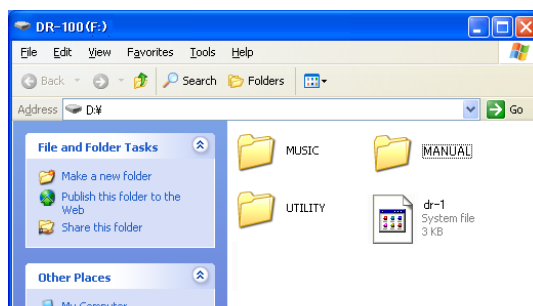 DR-100 (F:)
File Edit View Favorites Tools Help
Back Search Folders
Address D:¥ Go
File and Folder Tasks
Make a new folder
Publish this folder to the
Web
Share this folder
Other Places
My Computer
MUSIC
MANUAL
UTILITY
dr-1
System file
3 KB